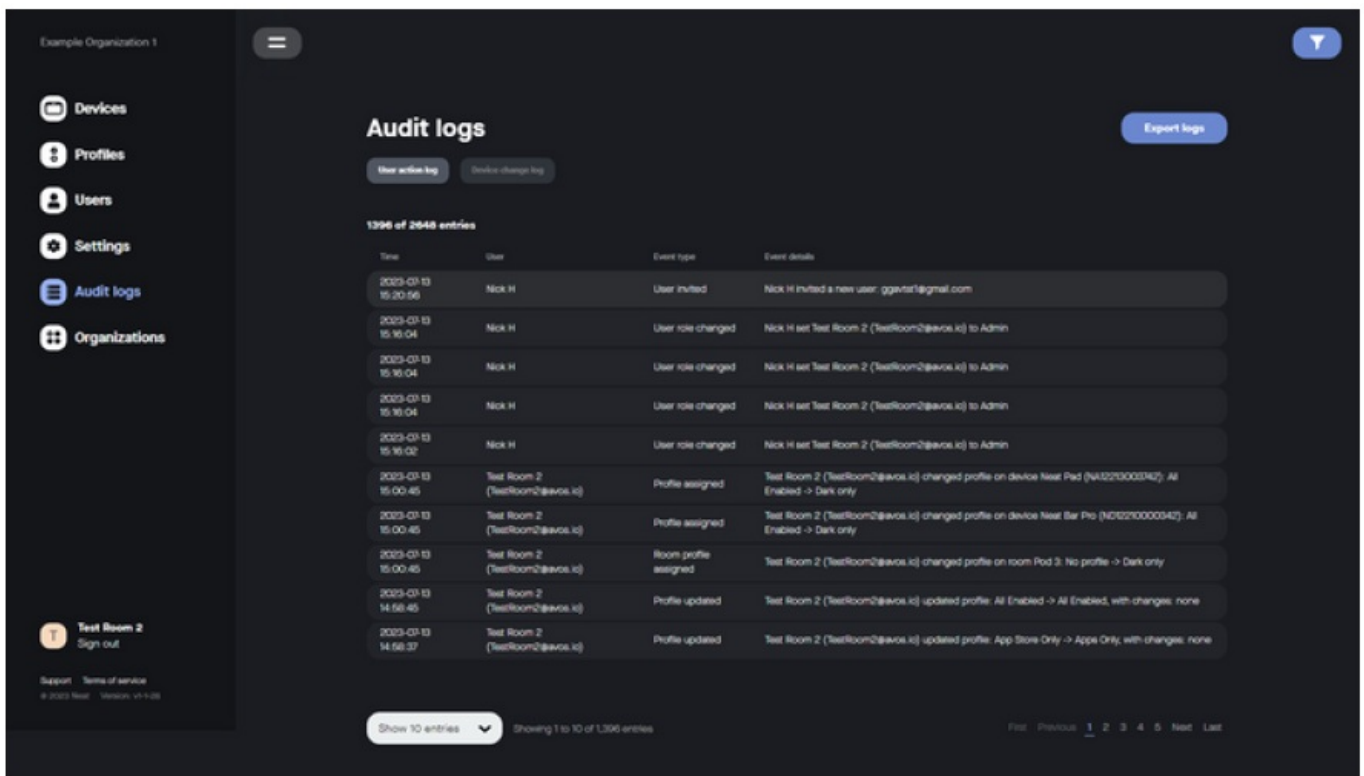 Example Organization 1
Devices
Profiles
Users
Settings
Audit logs
Organizations
T
Test Room 2
Sign out
Support Terms of service
© 2023 Neat Version: v1-1-26
Audit logs
Export logs
User action log Device change log
1396 of 2648 entries
Time User Event type Event details
2023-07-13
15:20:56
Nick H User invited Nick H invited a new user: ggavtst1@gmail.com
2023-07-13
15:16:04
Nick H User role changed Nick H set Test Room 2 (TestRoom2@avos.io) to Admin
2023-07-13
15:16:04
Nick H User role changed Nick H set Test Room 2 (TestRoom2@avos.io) to Admin
2023-07-13
15:16:04
Nick H User role changed Nick H set Test Room 2 (TestRoom2@avos.io) to Admin
2023-07-13
15:16:02
Nick H User role changed Nick H set Test Room 2 (TestRoom2@avos.io) to Admin
2023-07-13
15:00:45
Test Room 2
(TestRoom2@avos.io)
Profile assigned
Test Room 2 (TestRoom2@avos.io) changed profile on device Neat Pad : All
Enabled -> Dark only
2023-07-13
15:00:45
Test Room 2
(TestRoom2@avos.io)
Profile assigned
Test Room 2 (TestRoom2@avos.io) changed profile on device Neat Bar Pro : All
Enabled -> Dark only
2023-07-13
15:00:45
Test Room 2
(TestRoom2@avos.io)
Room profile
assigned
Test Room 2 (TestRoom2@avos.io) changed profile on room Pod 3: No profile -> Dark only
2023-07-13
14:58:45
Test Room 2
(TestRoom2@avos.io)
Profile updated
Test Room 2 (TestRoom2@avos.io) updated profile: All Enabled -> All Enabled, with changes: none
2023-07-13
14:58:37
Test Room 2
(TestRoom2@avos.io)
Profile updated
Test Room 2 (TestRoom2@avos.io) updated profile: App Store Only -> Apps Only, with changes: none
Show 10 entries
Showing 1 to 10 of 1,396 entries
First Previous 1 2 3 4 5 Next Last